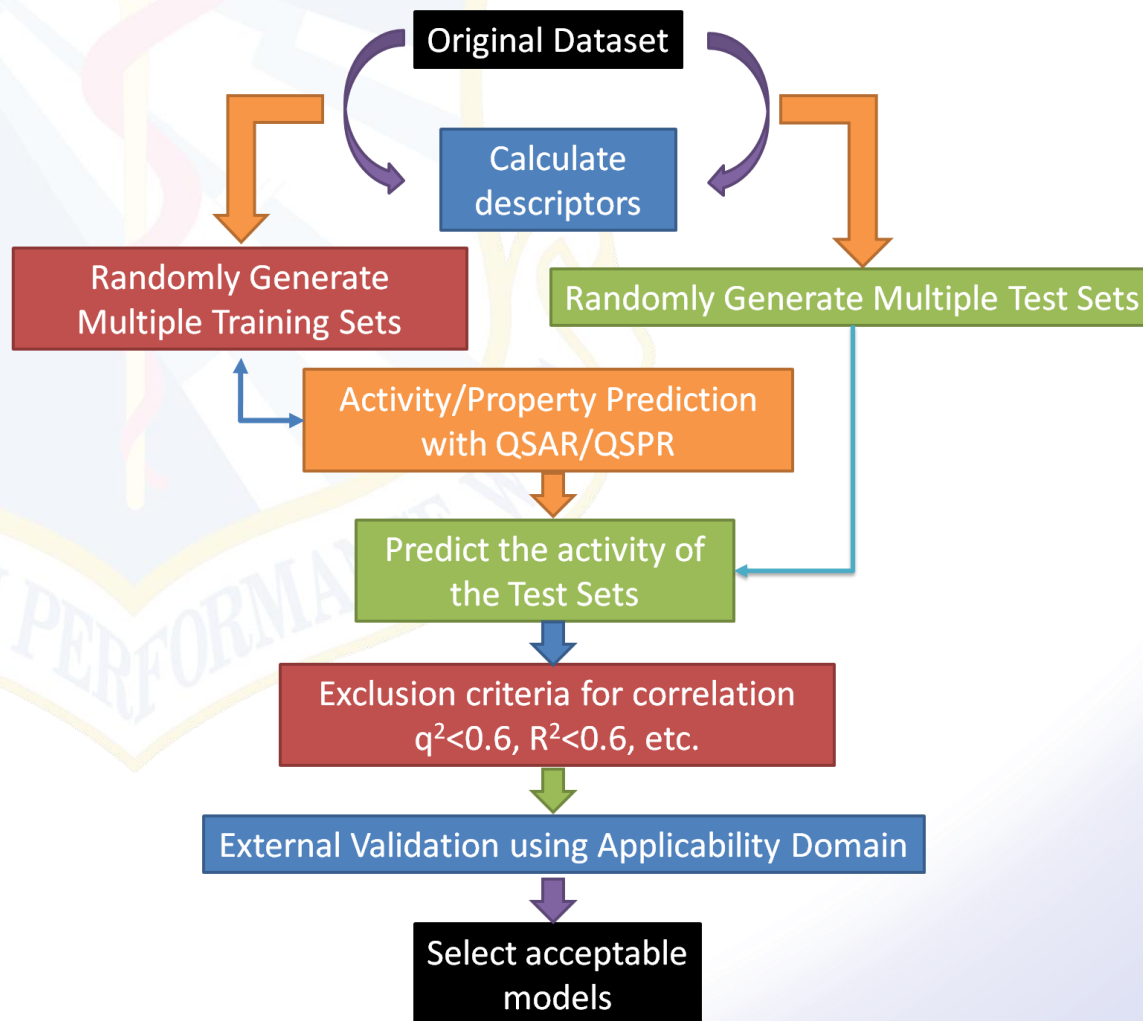 Original Dataset
Calculate
descriptors
Randomly Generate
Multiple Training Sets
Randomly Generate Multiple Test Sets
Activity/Property Prediction
with QSAR/QSPR
Predict the activity of
the Test Sets
Exclusion criteria for correlation
q²<0.6, R²<0.6, etc.
External Validation using Applicability Domain
Select acceptable
models
PERFORMANCE